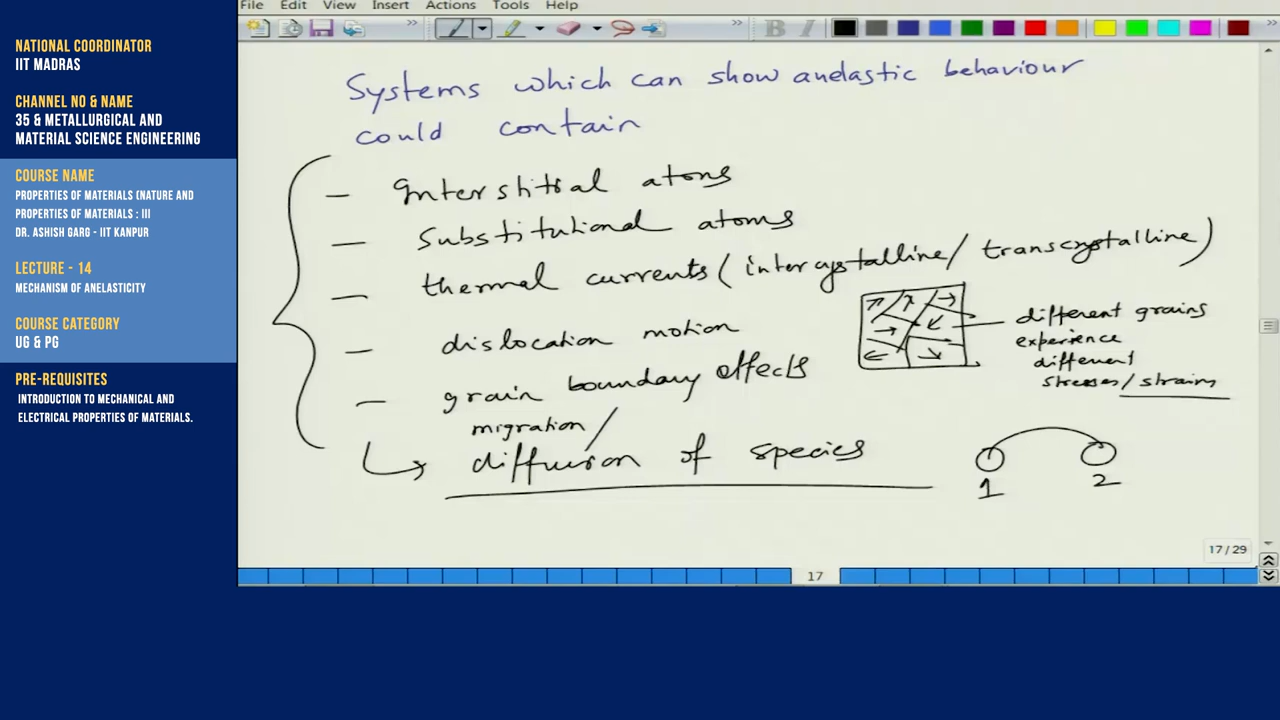 NATIONAL COORDINATOR
IIT MADRAS
CHANNEL NO & NAME
35 & METALLURGICAL AND
MATERIAL SCIENCE ENGINEERING
COURSE NAME
PROPERTIES OF MATERIALS (NATURE AND
PROPERTIES OF MATERIALS : III
DR. ASHISH GARG - IIT KANPUR
LECTURE - 14
MECHANISM OF ANELASTICITY
COURSE CATEGORY
UG & PG
PRE-REQUISITES
INTRODUCTION TO MECHANICAL AND
ELECTRICAL PROPERTIES OF MATERIALS.
File Edit View Insert Actions Tools Help
B I
Systems which can show anelastic behaviour
could contain
— Interstitial atoms
— Substitutional atoms
— thermal currents (intercrystalline/transcrystalline)
— dislocation motion
— grain boundary effects
different grains
experience
different
stresses/strains
migration/
diffusion of species
1 2
17/29
17